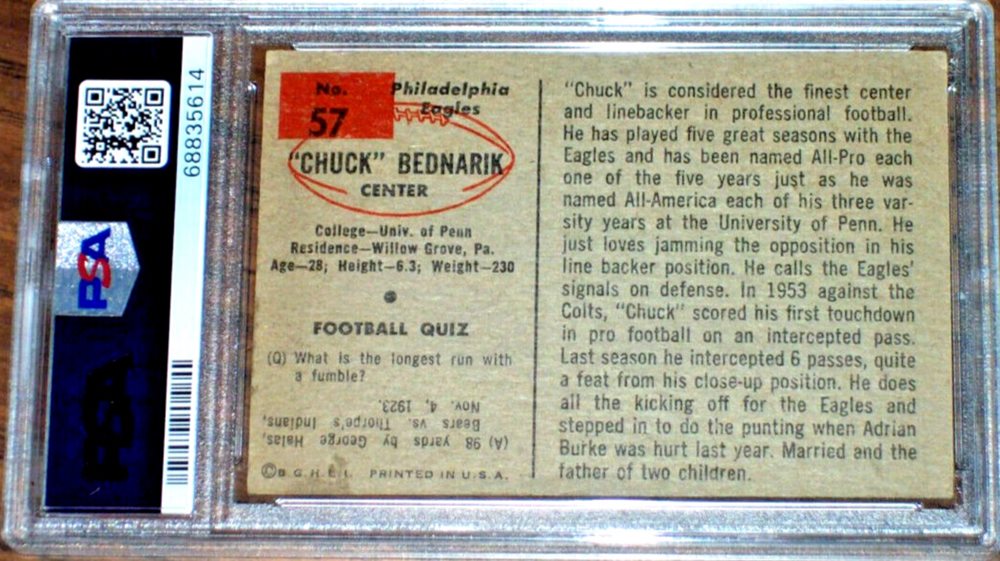 68835614
PSA
PSA
No.
57
Philadelphia
Eagles
"CHUCK" BEDNARIK
CENTER
College—Univ. of Penn
Residence—Willow Grove, Pa.
Age—28; Height—6.3; Weight—230
FOOTBALL QUIZ
(Q) What is the longest run with
a fumble?
(A) 98 yards by George Halas,
Bears vs. Thorpe's Indians,
Nov. 4, 1923.
©B.G.H.L.I. PRINTED IN U.S.A.
"Chuck" is considered the finest center
and linebacker in professional football.
He has played five great seasons with the
Eagles and has been named All-Pro each
one of the five years just as he was
named All-America each of his three var-
sity years at the University of Penn. He
just loves jamming the opposition in his
line backer position. He calls the Eagles'
signals on defense. In 1953 against the
Colts, "Chuck" scored his first touchdown
in pro football on an intercepted pass.
Last season he intercepted 6 passes, quite
a feat from his close-up position. He does
all the kicking off for the Eagles and
stepped in to do the punting when Adrian
Burke was hurt last year. Married and the
father of two children.